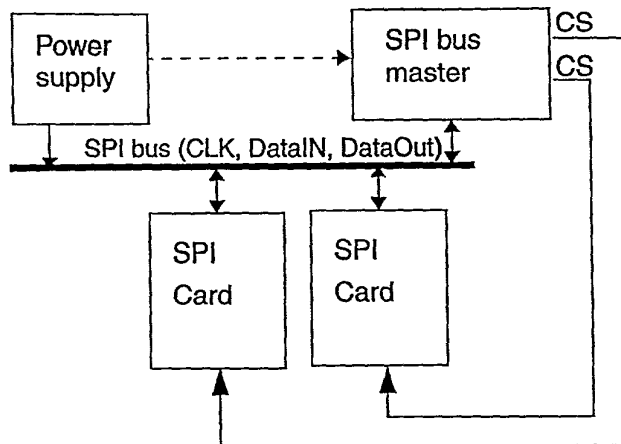 Power
supply
SPI bus
master
CS
CS
SPI bus (CLK, DataIN, DataOut)
SPI
Card
SPI
Card